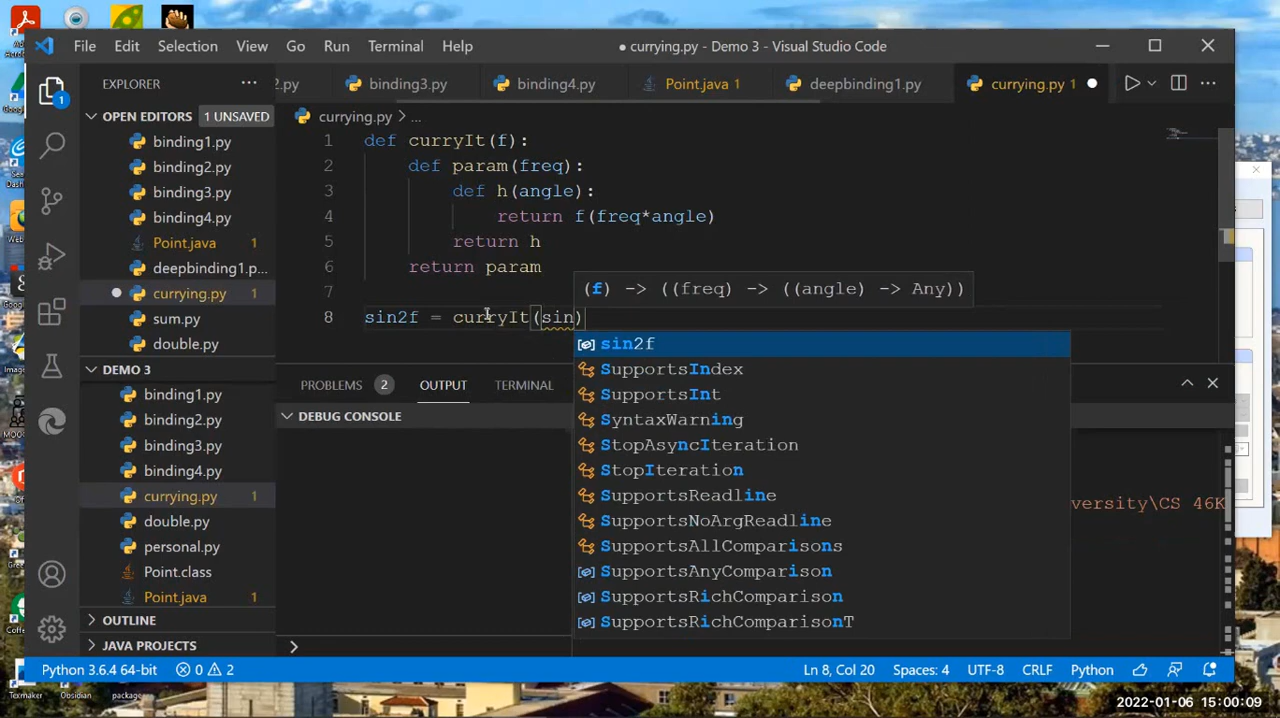 File Edit Selection View Go Run Terminal Help
● currying.py - Demo 3 - Visual Studio Code
EXPLORER ···
2.py binding3.py binding4.py Point.java 1 deepbinding1.py currying.py 1 ●
OPEN EDITORS 1 UNSAVED
currying.py > ...
binding1.py
binding2.py
binding3.py
binding4.py
Point.java 1
deepbinding1.p...
currying.py 1
sum.py
double.py
DEMO 3
binding1.py
binding2.py
binding3.py
binding4.py
currying.py 1
double.py
personal.py
Point.class
Point.java 1
OUTLINE
JAVA PROJECTS
1 def curryIt(f):
2 def param(freq):
3 def h(angle):
4 return f(freq*angle)
5 return h
6 return param
7
8 sin2f = curryIt(sin)
(f) -> ((freq) -> ((angle) -> Any))
sin2f
SupportsIndex
SupportsInt
SyntaxWarning
StopAsyncIteration
StopIteration
SupportsReadline
SupportsNoArgReadline
SupportsAllComparisons
SupportsAnyComparison
SupportsRichComparison
SupportsRichComparisonT
PROBLEMS 2 OUTPUT TERMINAL
DEBUG CONSOLE
versity\CS 46K
Python 3.6.4 64-bit 0 2 Ln 8, Col 20 Spaces: 4 UTF-8 CRLF Python
Texmaker Obsidian package...
2022-01-06 15:00:09